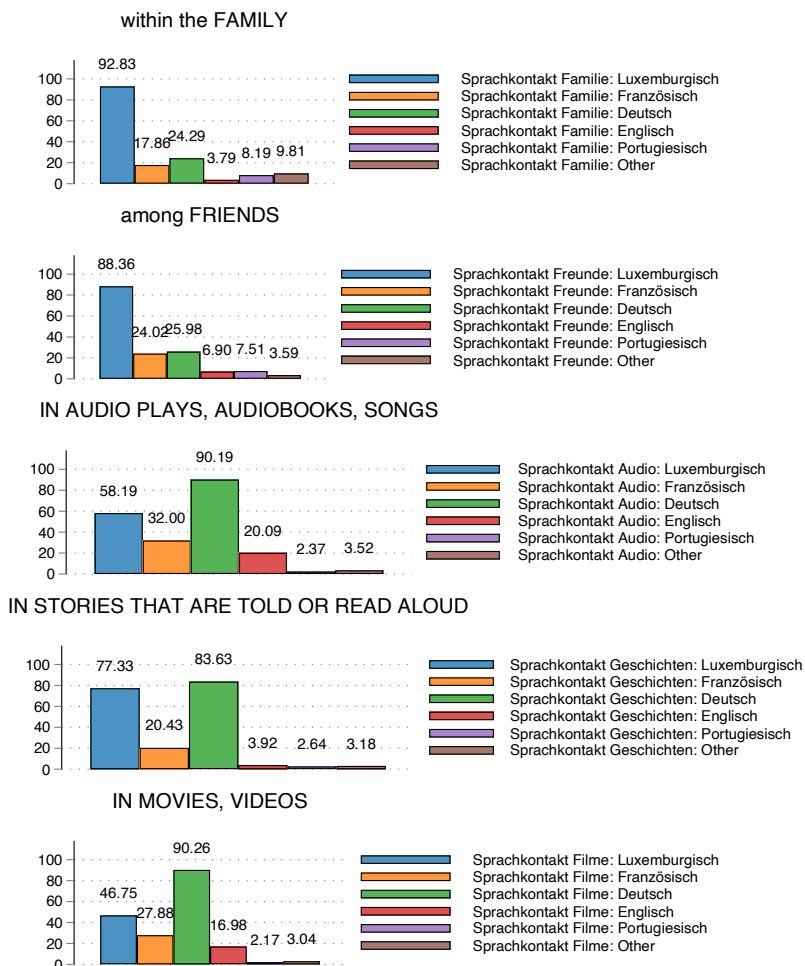 within the FAMILY
92.83
100 Sprachkontakt Familie: Luxemburgisch
80 Sprachkontakt Familie: Französisch
60 17.86 24.29 Sprachkontakt Familie: Deutsch
40 3.79 8.19 9.81 Sprachkontakt Familie: Englisch
20 Sprachkontakt Familie: Portugiesisch
0 Sprachkontakt Familie: Other
among FRIENDS
88.36
100 Sprachkontakt Freunde: Luxemburgisch
80 Sprachkontakt Freunde: Französisch
60 24.02 25.98 Sprachkontakt Freunde: Deutsch
40 6.90 7.51 3.59 Sprachkontakt Freunde: Englisch
20 Sprachkontakt Freunde: Portugiesisch
0 Sprachkontakt Freunde: Other
IN AUDIO PLAYS, AUDIOBOOKS, SONGS
90.19
100 Sprachkontakt Audio: Luxemburgisch
80 58.19 Sprachkontakt Audio: Französisch
60 32.00 Sprachkontakt Audio: Deutsch
40 20.09 Sprachkontakt Audio: Englisch
20 2.37 3.52 Sprachkontakt Audio: Portugiesisch
0 Sprachkontakt Audio: Other
IN STORIES THAT ARE TOLD OR READ ALOUD
77.33 83.63
100 Sprachkontakt Geschichten: Luxemburgisch
80 Sprachkontakt Geschichten: Französisch
60 20.43 Sprachkontakt Geschichten: Deutsch
40 3.92 2.64 3.18 Sprachkontakt Geschichten: Englisch
20 Sprachkontakt Geschichten: Portugiesisch
0 Sprachkontakt Geschichten: Other
IN MOVIES, VIDEOS
90.26
100 Sprachkontakt Filme: Luxemburgisch
80 46.75 Sprachkontakt Filme: Französisch
60 27.88 Sprachkontakt Filme: Deutsch
40 16.98 Sprachkontakt Filme: Englisch
20 2.17 3.04 Sprachkontakt Filme: Portugiesisch
0 Sprachkontakt Filme: Other